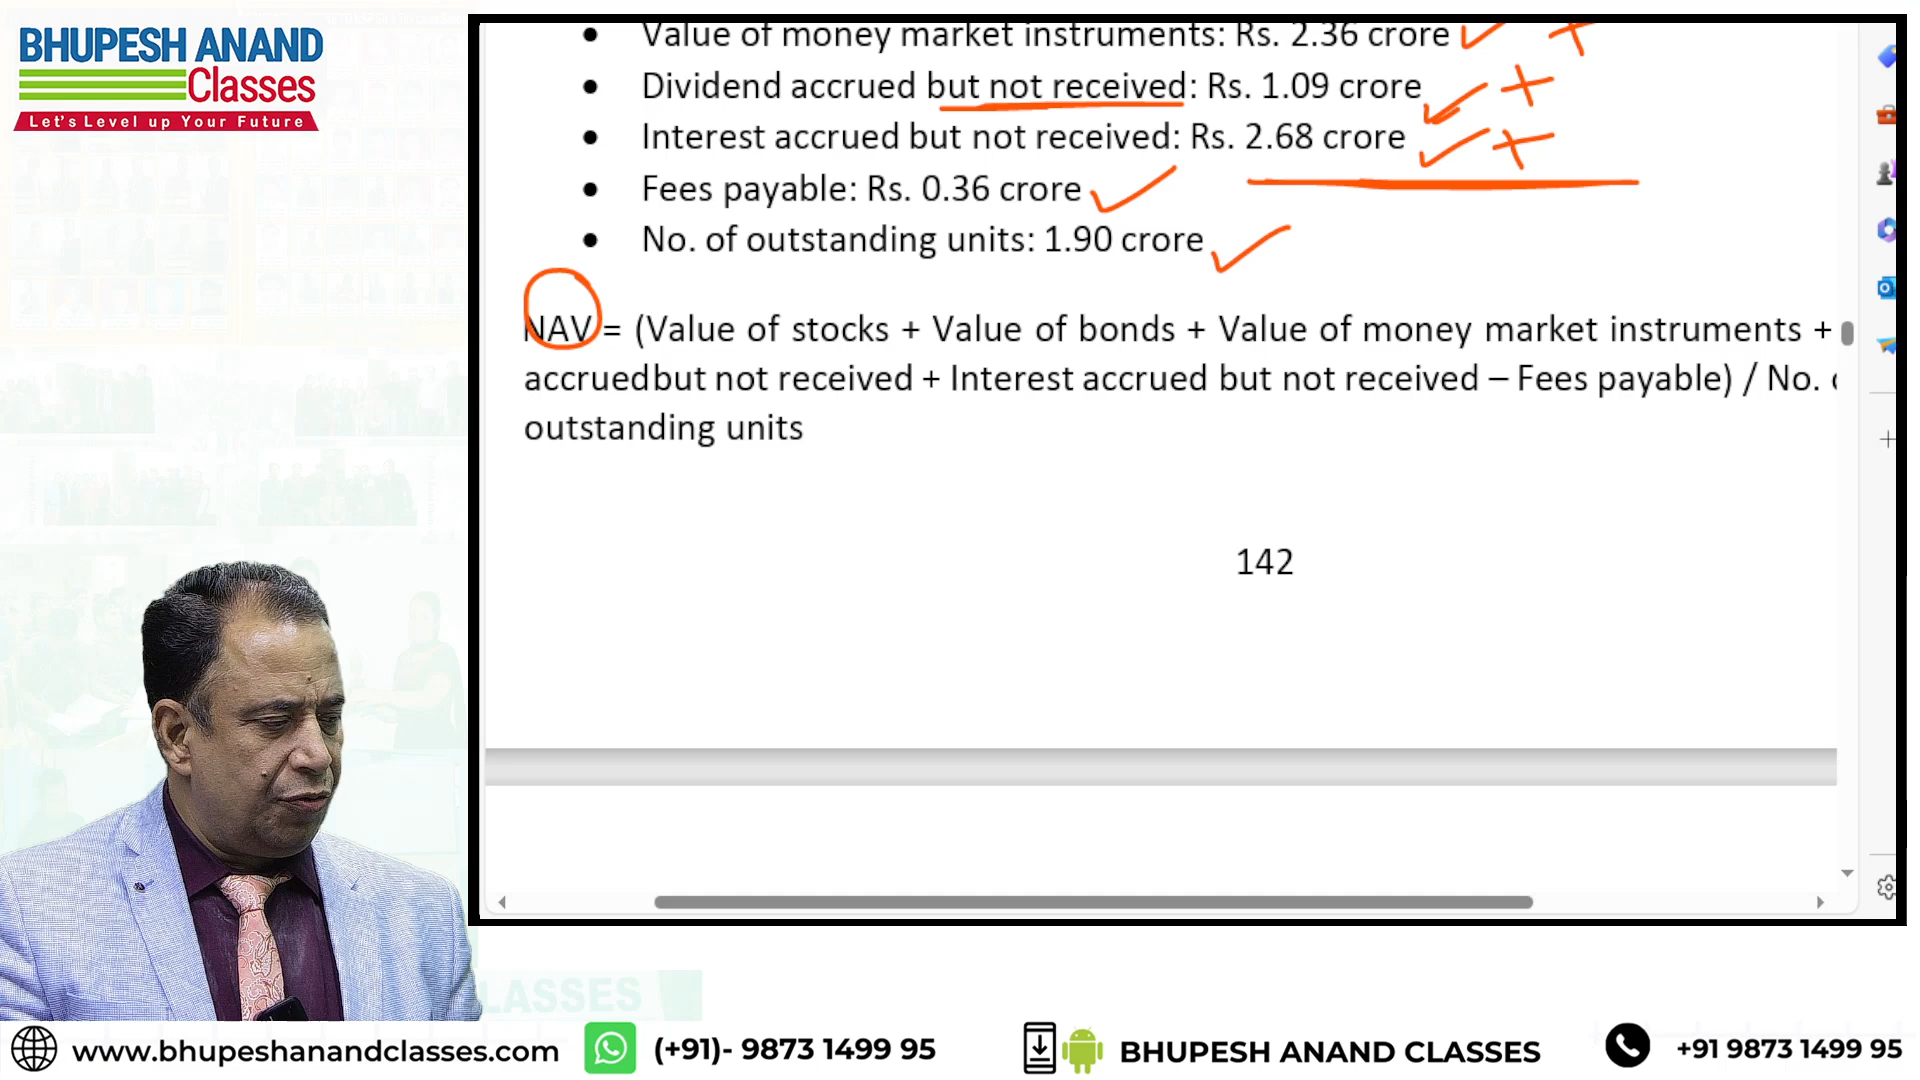 BHUPESH ANAND
Classes
Let's Level up Your Future
• Value of money market instruments: Rs. 2.36 crore
• Dividend accrued but not received: Rs. 1.09 crore
• Interest accrued but not received: Rs. 2.68 crore
• Fees payable: Rs. 0.36 crore
• No. of outstanding units: 1.90 crore
NAV = (Value of stocks + Value of bonds + Value of money market instruments +
accruedbut not received + Interest accrued but not received – Fees payable) / No.
outstanding units
142
CLASSES
www.bhupeshanandclasses.com
(+91)- 9873 1499 95
BHUPESH ANAND CLASSES
+91 9873 1499 95